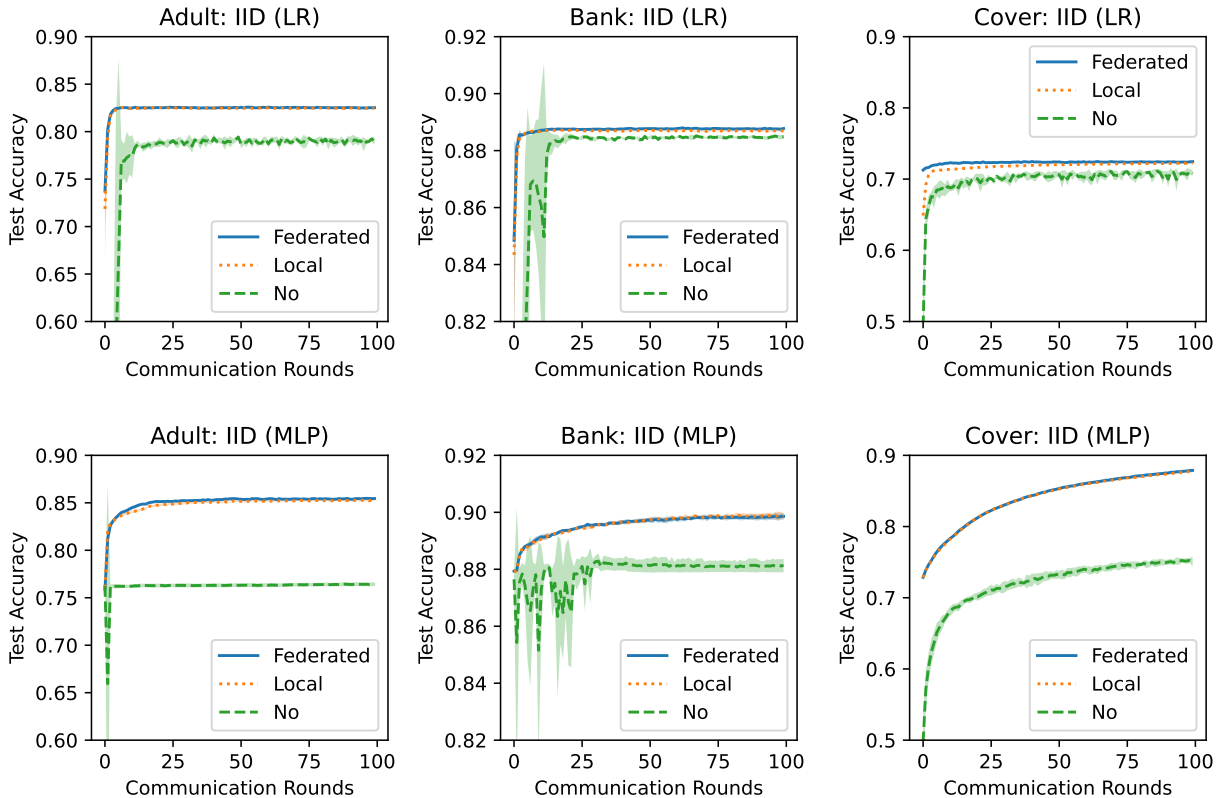 Adult: IID (LR)
Test Accuracy
0.90
0.85
0.80
0.75
0.70
0.65
0.60
Federated
Local
No
0 25 50 75 100
Communication Rounds
Bank: IID (LR)
Test Accuracy
0.92
0.90
0.88
0.86
0.84
0.82
Federated
Local
No
0 25 50 75 100
Communication Rounds
Cover: IID (LR)
Test Accuracy
0.9
0.8
0.7
0.6
0.5
Federated
Local
No
0 25 50 75 100
Communication Rounds
Adult: IID (MLP)
Test Accuracy
0.90
0.85
0.80
0.75
0.70
0.65
0.60
Federated
Local
No
0 25 50 75 100
Communication Rounds
Bank: IID (MLP)
Test Accuracy
0.92
0.90
0.88
0.86
0.84
0.82
Federated
Local
No
0 25 50 75 100
Communication Rounds
Cover: IID (MLP)
Test Accuracy
0.9
0.8
0.7
0.6
0.5
Federated
Local
No
0 25 50 75 100
Communication Rounds